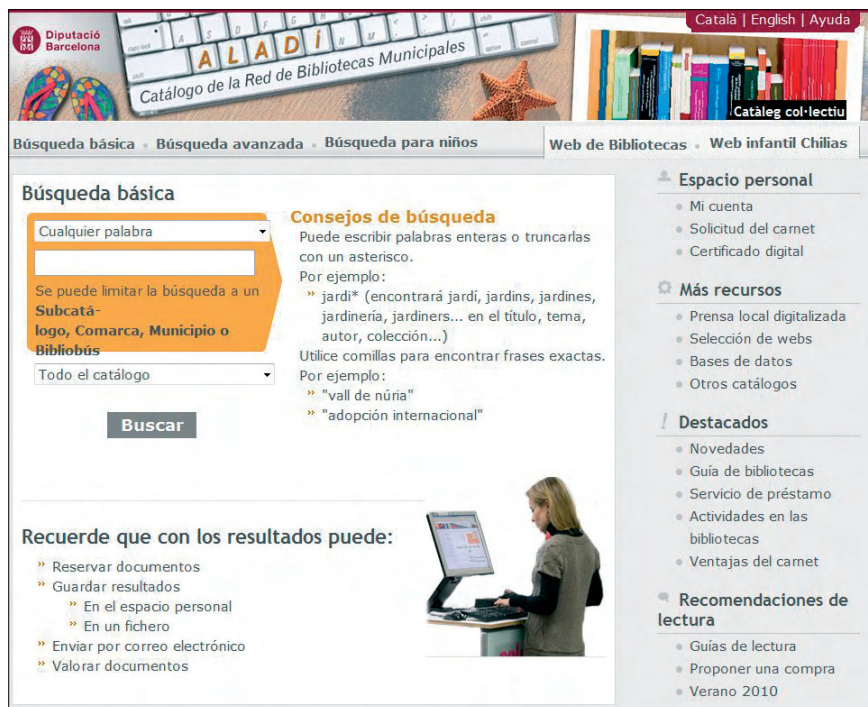 Diputació
Barcelona
ALADÍ
Catálogo de la Red de Bibliotecas Municipales
Català | English | Ayuda
Catàleg col·lectiu
Búsqueda básica Búsqueda avanzada Búsqueda para niños
Web de Bibliotecas Web infantil Chilias
Búsqueda básica
Cualquier palabra
Se puede limitar la búsqueda a un
Subcatá-
logo, Comarca, Municipio o
Bibliobús
Todo el catálogo
Buscar
Consejos de búsqueda
Puede escribir palabras enteras o truncarlas
con un asterisco.
Por ejemplo:
» jardi* (encontrará jardí, jardins, jardines,
jardinería, jardiners... en el título, tema,
autor, colección...)
Utilice comillas para encontrar frases exactas.
Por ejemplo:
» "vall de núria"
» "adopción internacional"
Recuerde que con los resultados puede:
» Reservar documentos
» Guardar resultados
» En el espacio personal
» En un fichero
» Enviar por correo electrónico
» Valorar documentos
Espacio personal
Mi cuenta
Solicitud del carnet
Certificado digital
Más recursos
Prensa local digitalizada
Selección de webs
Bases de datos
Otros catálogos
! Destacados
Novedades
Guía de bibliotecas
Servicio de préstamo
Actividades en las
bibliotecas
Ventajas del carnet
Recomendaciones de
lectura
Guías de lectura
Proponer una compra
Verano 2010